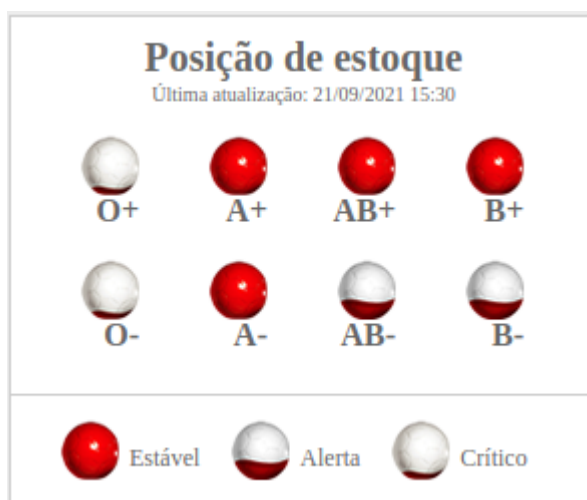 Posição de estoque
Última atualização: 21/09/2021 15:30
O+ A+ AB+ B+
O- A- AB- B-
Estável Alerta Crítico